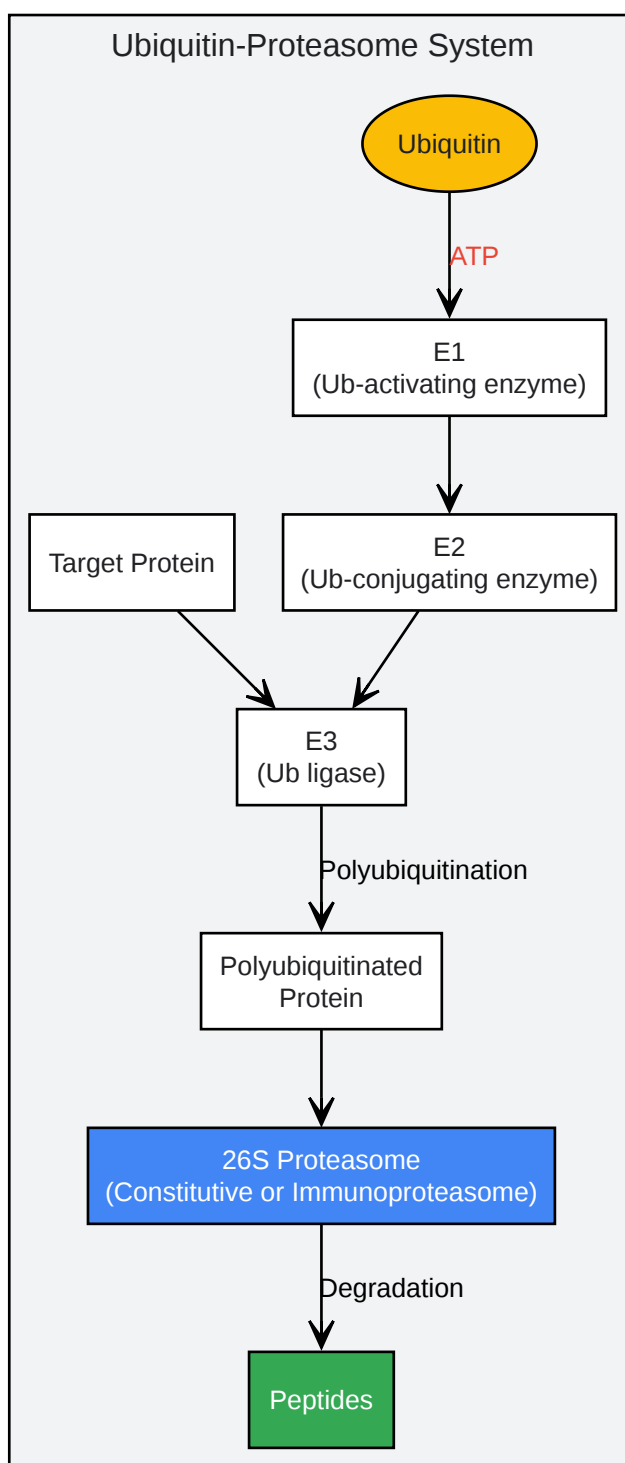 Ubiquitin-Proteasome System
Ubiquitin
ATP
E1
(Ub-activating enzyme)
Target Protein
E2
(Ub-conjugating enzyme)
E3
(Ub ligase)
Polyubiquitination
Polyubiquitinated
Protein
26S Proteasome
(Constitutive or Immunoproteasome)
Degradation
Peptides